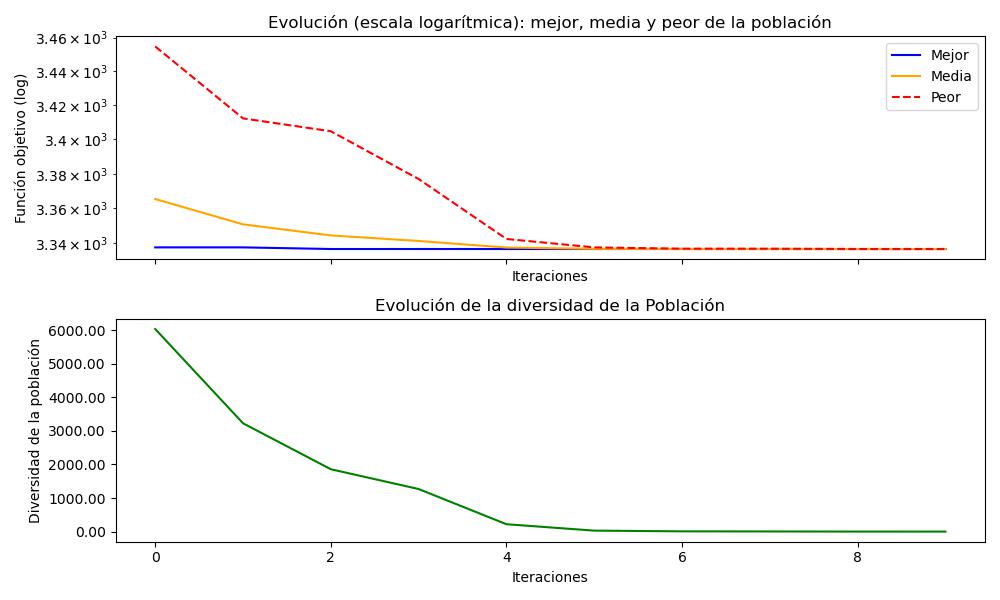 Evolución (escala logarítmica): mejor, media y peor de la población
Función objetivo (log)
3.46 × 10³
3.44 × 10³
3.42 × 10³
3.4 × 10³
3.38 × 10³
3.36 × 10³
3.34 × 10³
Mejor
Media
Peor
Iteraciones
Evolución de la diversidad de la Población
Diversidad de la población
6000.00
5000.00
4000.00
3000.00
2000.00
1000.00
0.00
0 2 4 6 8
Iteraciones